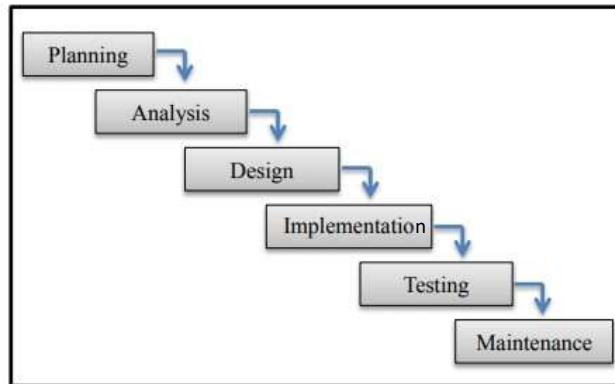 Planning
Analysis
Design
Implementation
Testing
Maintenance